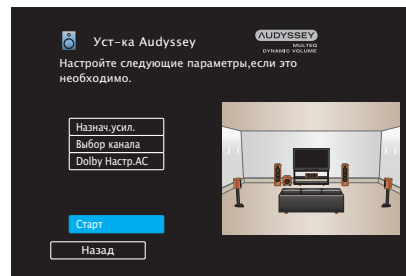 Уст-ка Audyssey
AUDYSSEY
MULTEQ
DYNAMIC VOLUME
Настройте следующие параметры,если это
необходимо.
Назнач.усил.
Выбор канала
Dolby Настр.АС
Старт
Назад